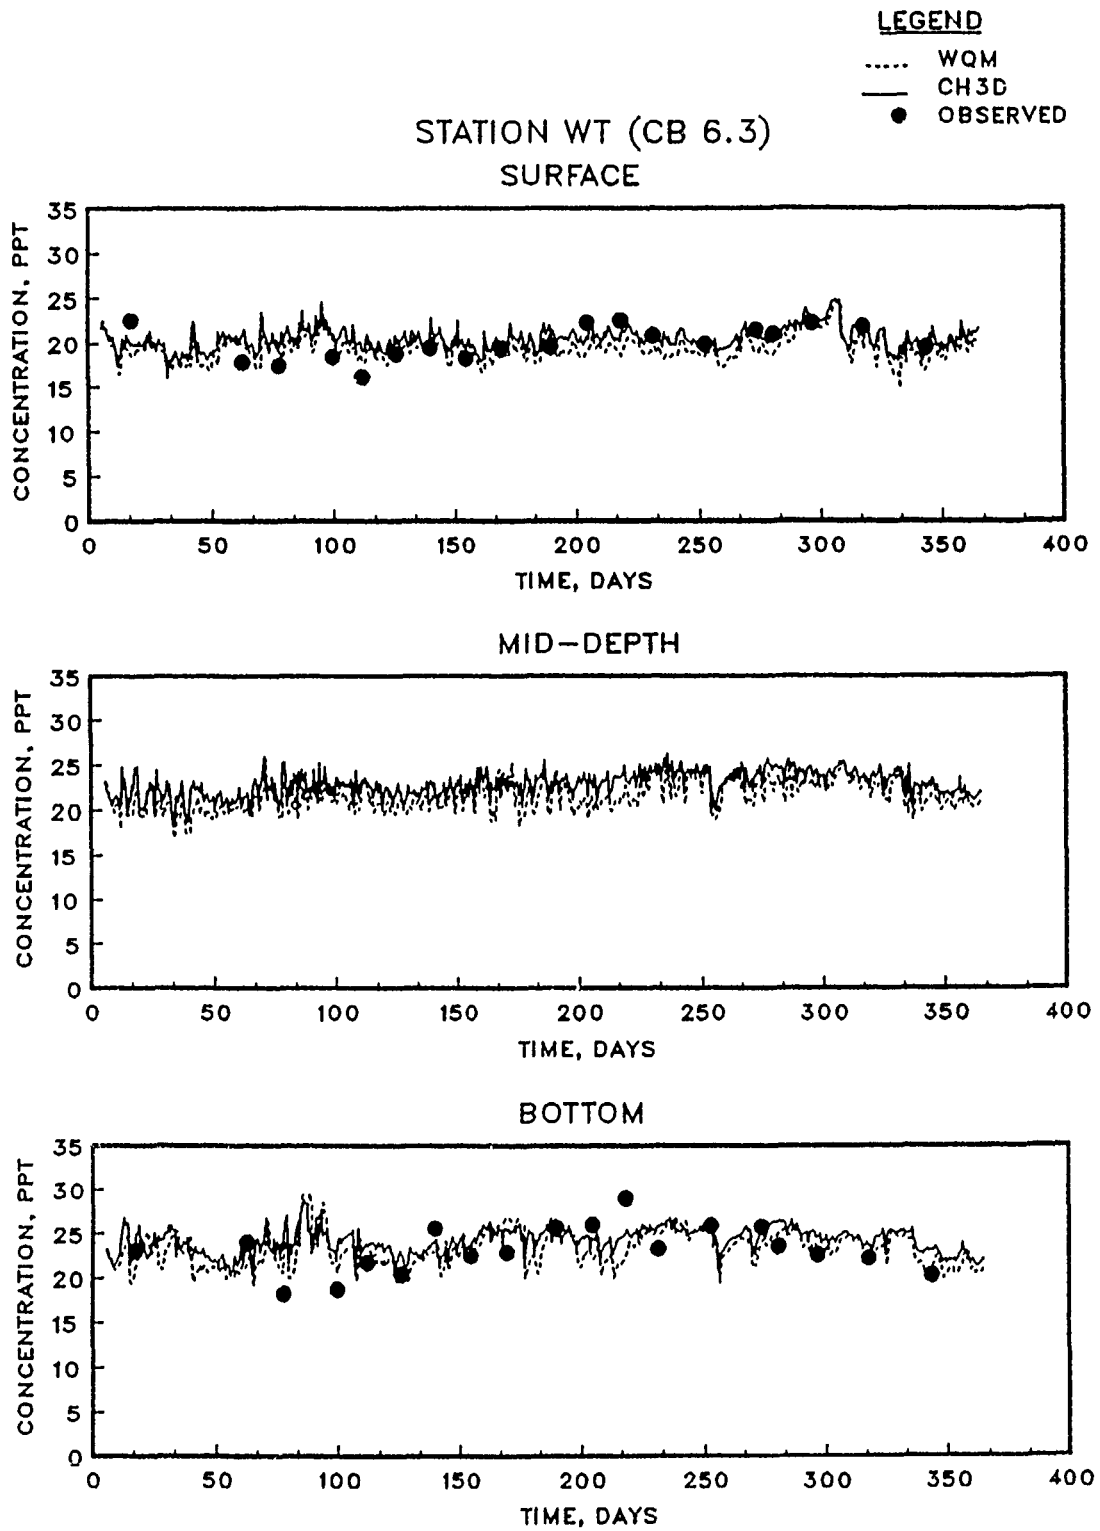 LEGEND
WQM
CH3D
OBSERVED
STATION WT (CB 6.3)
SURFACE
35
30
25
20
15
10
5
0
CONCENTRATION, PPT
0 50 100 150 200 250 300 350 400
TIME, DAYS
MID-DEPTH
35
30
25
20
15
10
5
0
CONCENTRATION, PPT
0 50 100 150 200 250 300 350 400
TIME, DAYS
BOTTOM
35
30
25
20
15
10
5
0
CONCENTRATION, PPT
0 50 100 150 200 250 300 350 400
TIME, DAYS